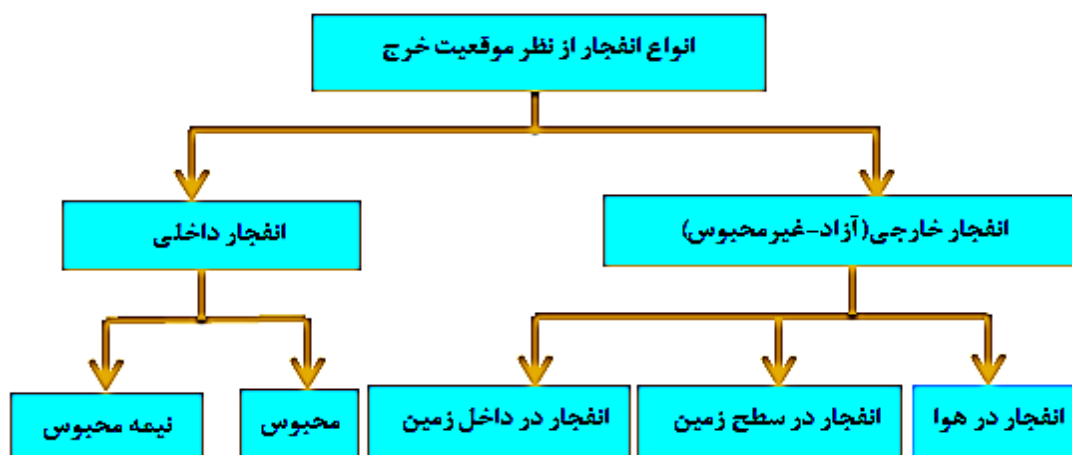 انواع انفجار از نظر موقعیت خرج
انفجار خارجی(آزاد-غیرمحبوس)
انفجار داخلی
انفجار در هوا
انفجار در سطح زمین
انفجار در داخل زمین
محبوس
نیمه محبوس